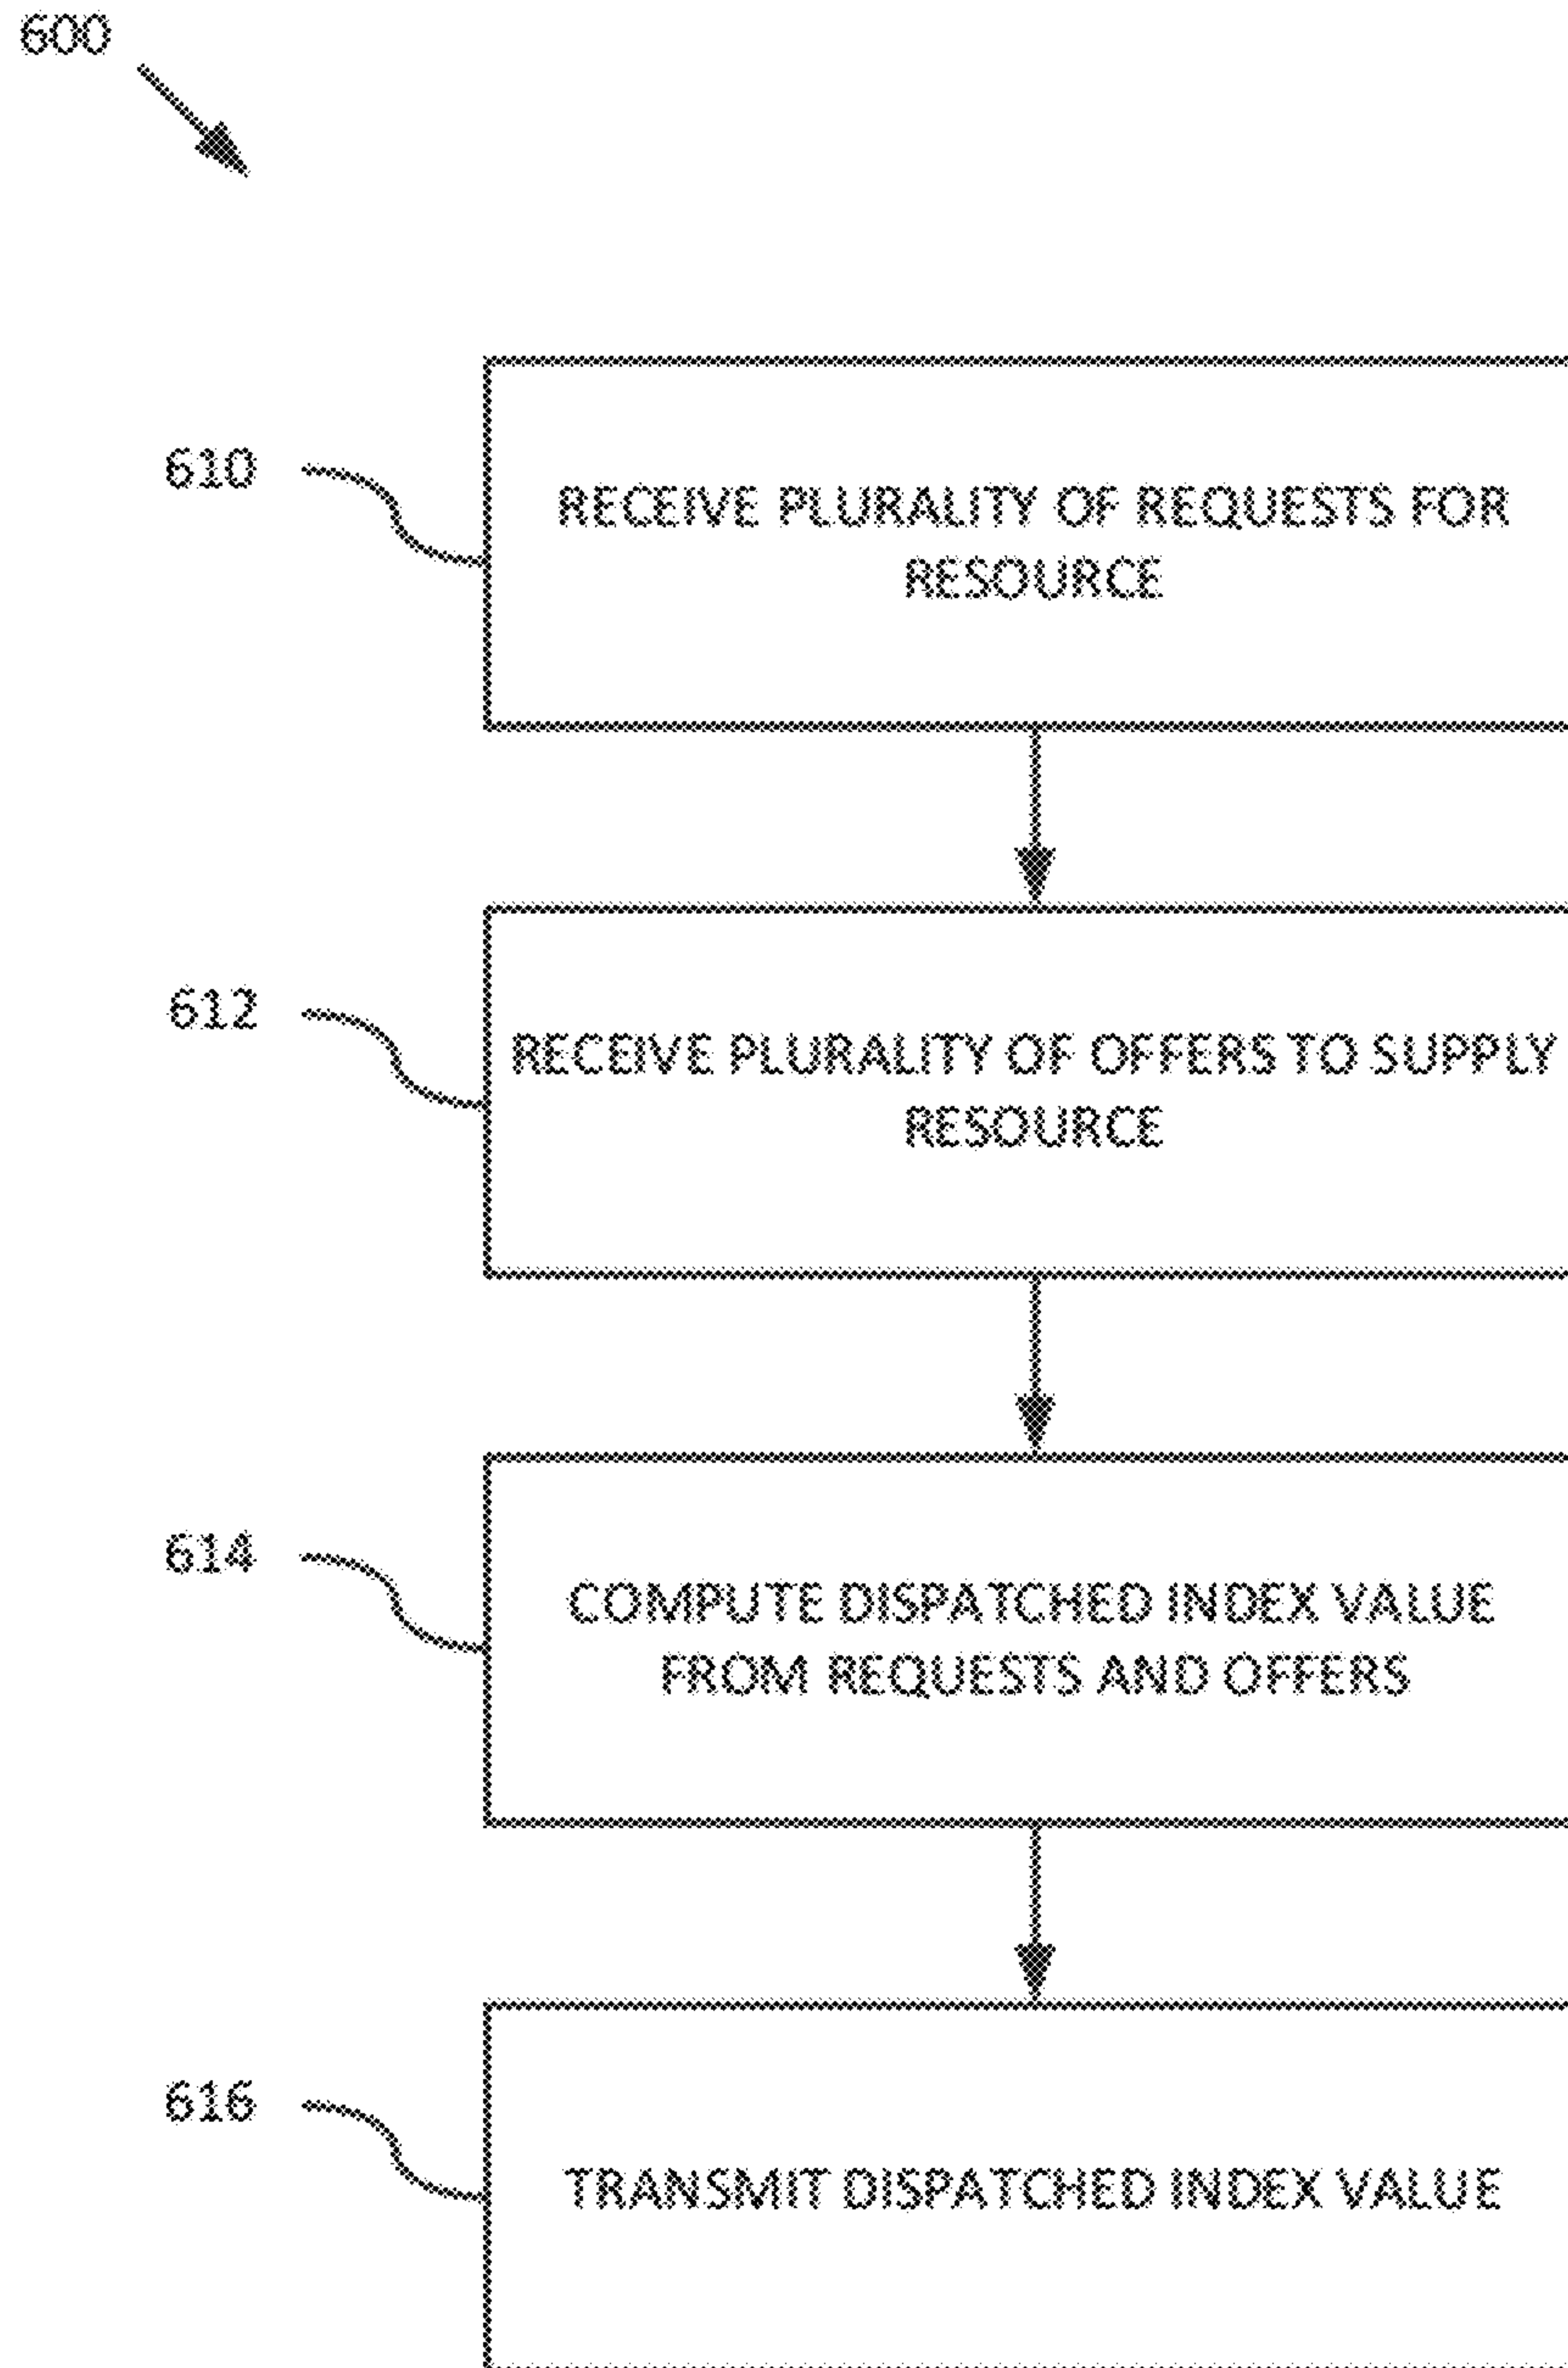 600
610
RECEIVE PLURALITY OF REQUESTS FOR
RESOURCE
612
RECEIVE PLURALITY OF OFFERS TO SUPPLY
RESOURCE
614
COMPUTE DISPATCHED INDEX VALUE
FROM REQUESTS AND OFFERS
616
TRANSMIT DISPATCHED INDEX VALUE